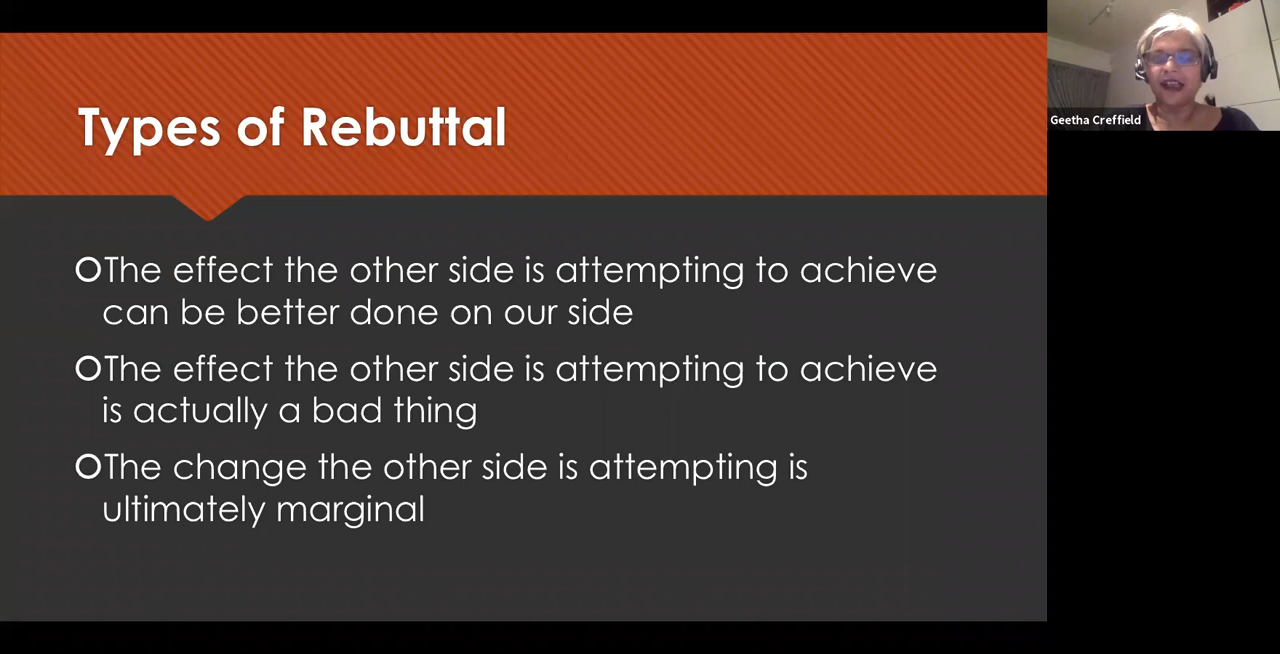 Types of Rebuttal
The effect the other side is attempting to achieve
can be better done on our side
The effect the other side is attempting to achieve
is actually a bad thing
The change the other side is attempting is
ultimately marginal
Geetha Creffield